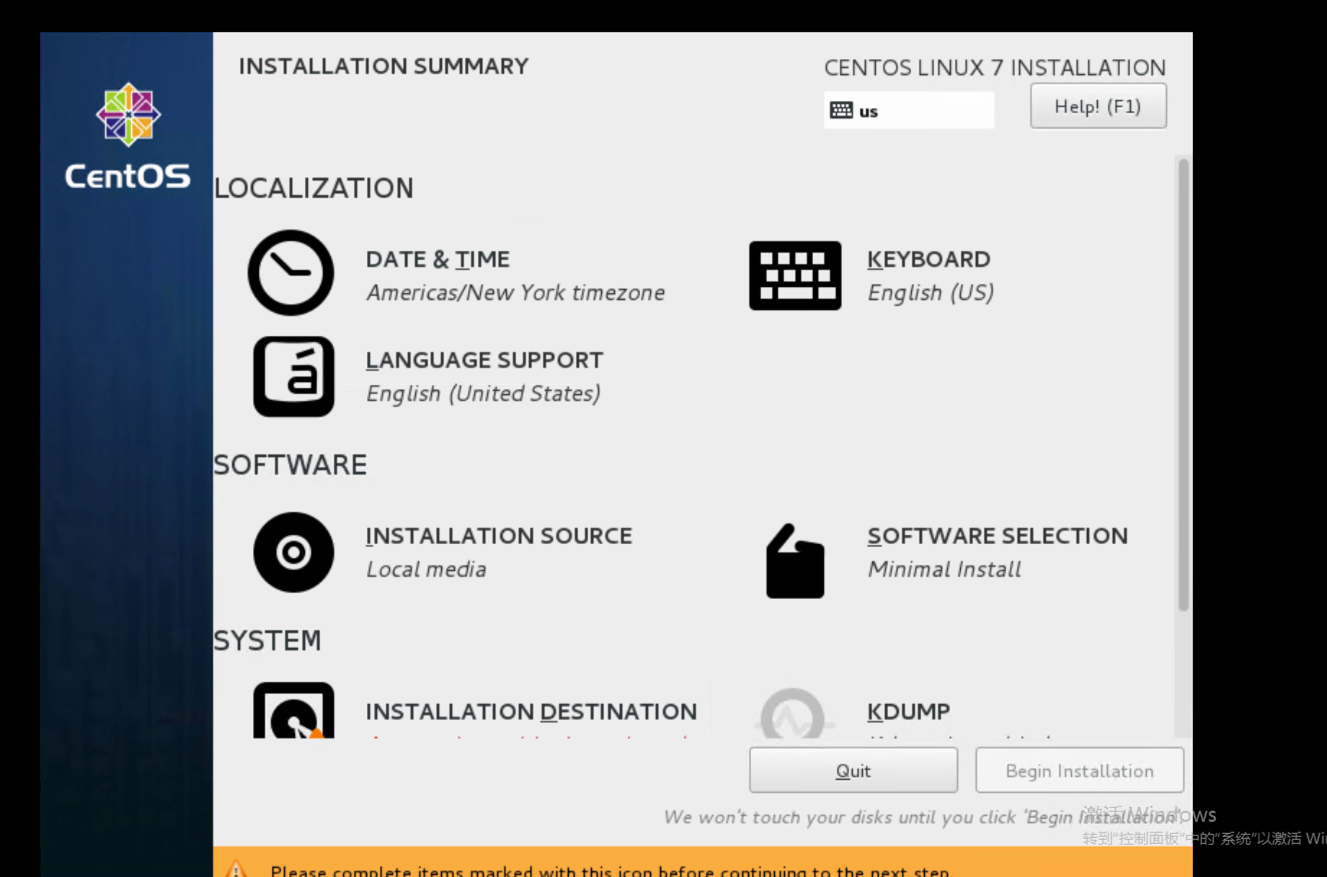 INSTALLATION SUMMARY
CENTOS LINUX 7 INSTALLATION
us
Help! (F1)
CentOS
LOCALIZATION
DATE & TIME
Americas/New York timezone
KEYBOARD
English (US)
LANGUAGE SUPPORT
English (United States)
SOFTWARE
INSTALLATION SOURCE
Local media
SOFTWARE SELECTION
Minimal Install
SYSTEM
INSTALLATION DESTINATION
KDUMP
Quit
Begin Installation
We won't touch your disks until you click 'Begin Installation'.
激活 Windows
转到"控制面板"中的"系统"以激活 Wi
Please complete items marked with this icon before continuing to the next step.